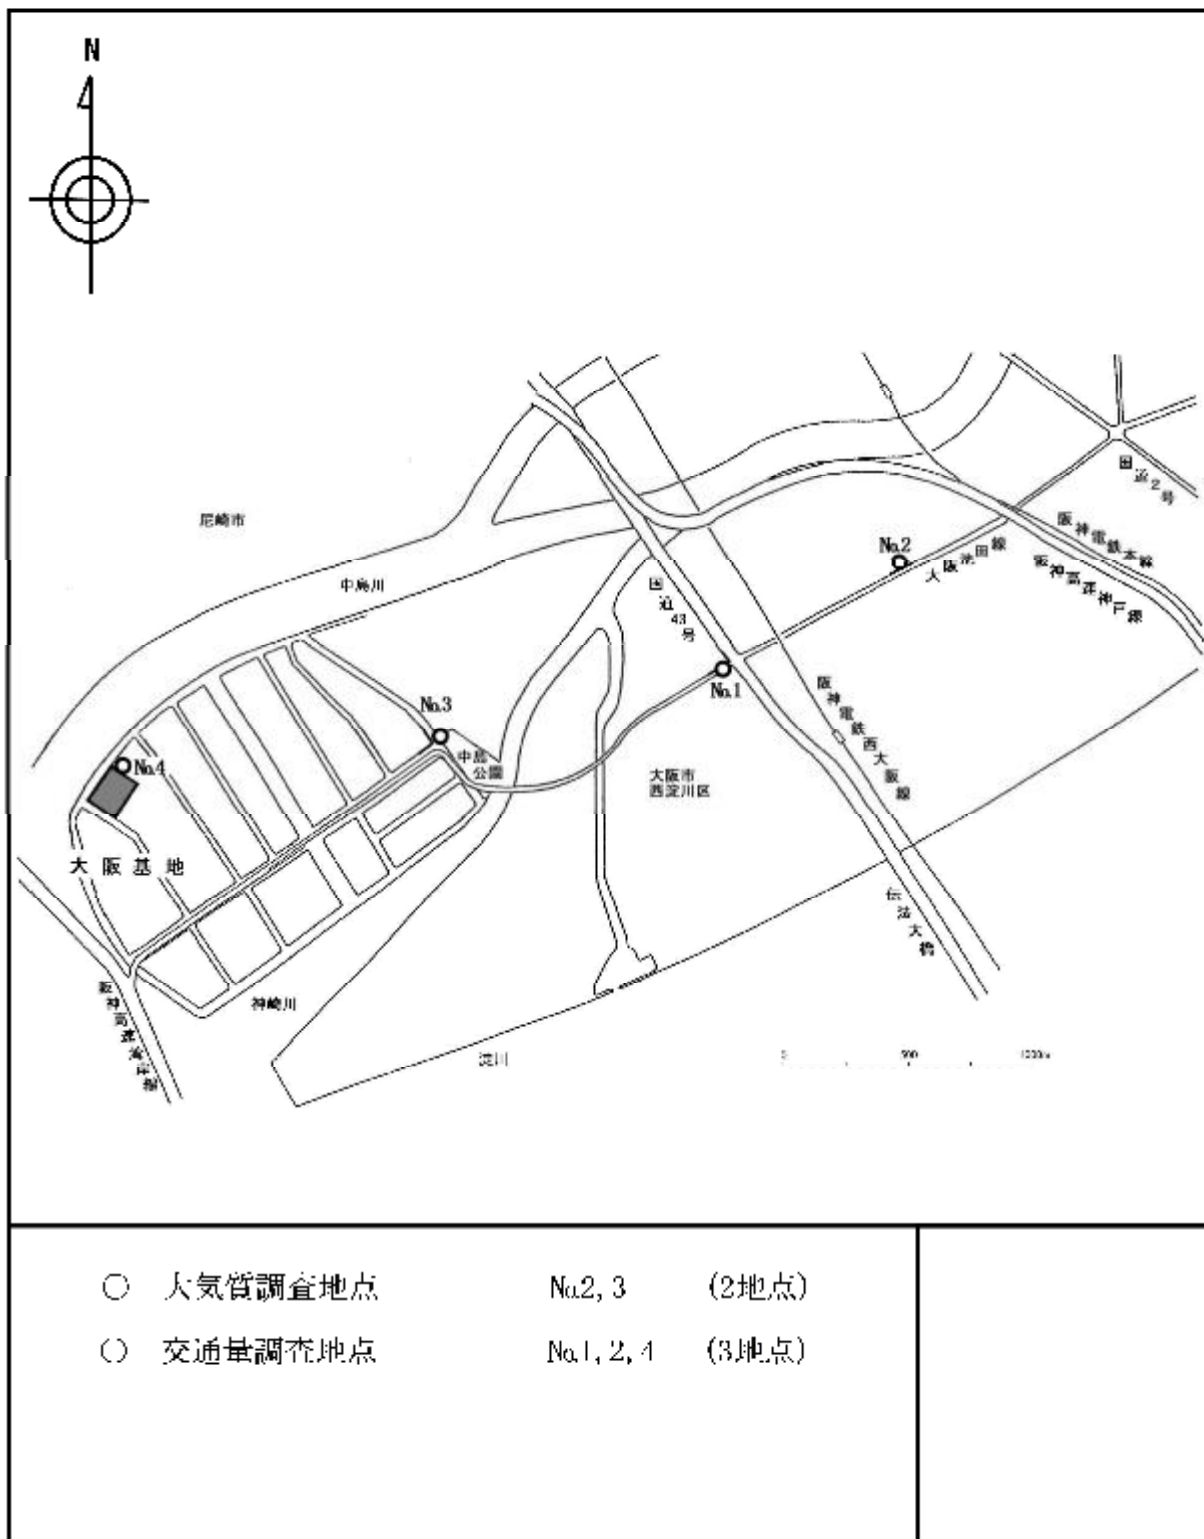 N
尼崎市
中島川
国道2号
阪神電鉄本線
阪神高速神戸線
大阪池田線
No.2
国道43号
No.1
阪神電鉄西大阪線
No.3
中島
公園
大阪市
西淀川区
No.4
大阪基地
伝法大橋
阪神高速湾岸線
神崎川
淀川
0 500 1000m
○ 大気質調査地点 No.2, 3 (2地点)
○ 交通量調査地点 No.1, 2, 4 (3地点)